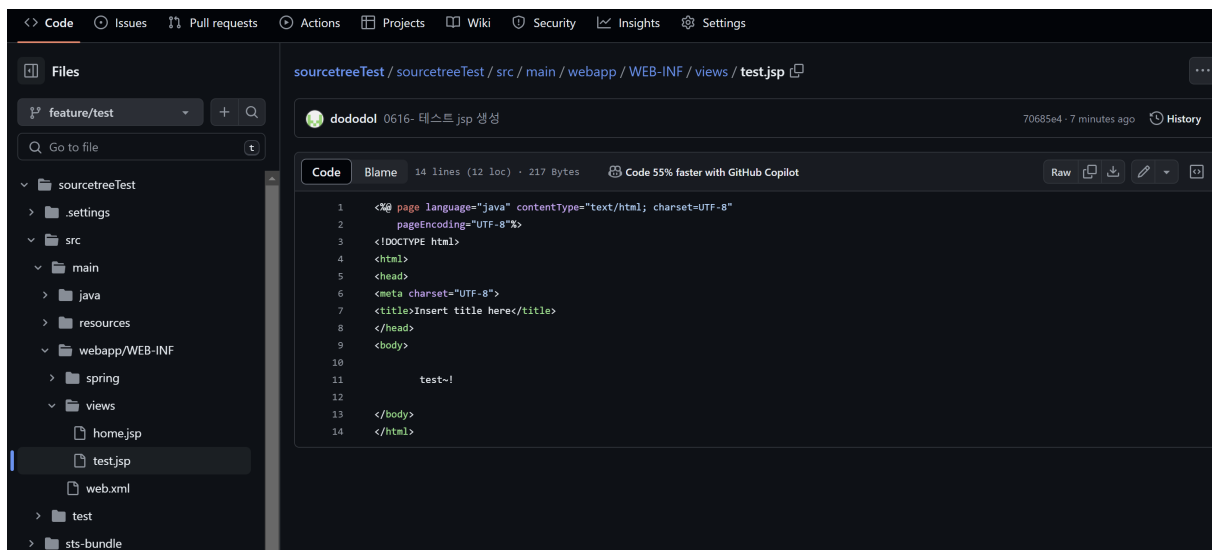 <> Code Issues Pull requests Actions Projects Wiki Security Insights Settings
Files
feature/test
Go to file t
sourcetreeTest
.settings
src
main
java
resources
webapp/WEB-INF
spring
views
home.jsp
test.jsp
web.xml
test
sts-bundle
sourcetreeTest / sourcetreeTest / src / main / webapp / WEB-INF / views / test.jsp
dododol 0616- 테스트 jsp 생성 70685e4 · 7 minutes ago History
Code Blame 14 lines (12 loc) · 217 Bytes Code 55% faster with GitHub Copilot Raw
1 <%@ page language="java" contentType="text/html; charset=UTF-8"
2 pageEncoding="UTF-8"%>
3 <!DOCTYPE html>
4 <html>
5 <head>
6 <meta charset="UTF-8">
7 <title>Insert title here</title>
8 </head>
9 <body>
10
11 test~!
12
13 </body>
14 </html>